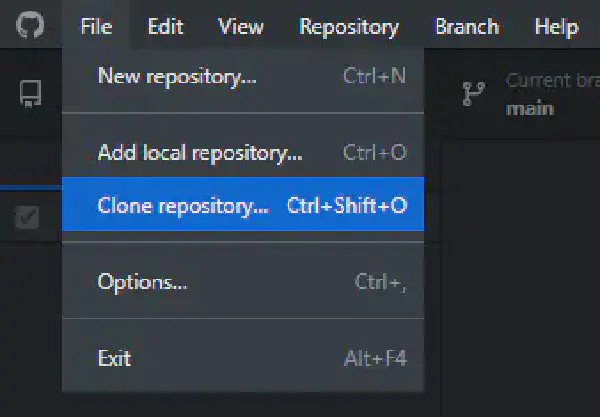 File Edit View Repository Branch Help
New repository... Ctrl+N
Current bra
main
Add local repository... Ctrl+O
Clone repository... Ctrl+Shift+O
Options... Ctrl+,
Exit Alt+F4